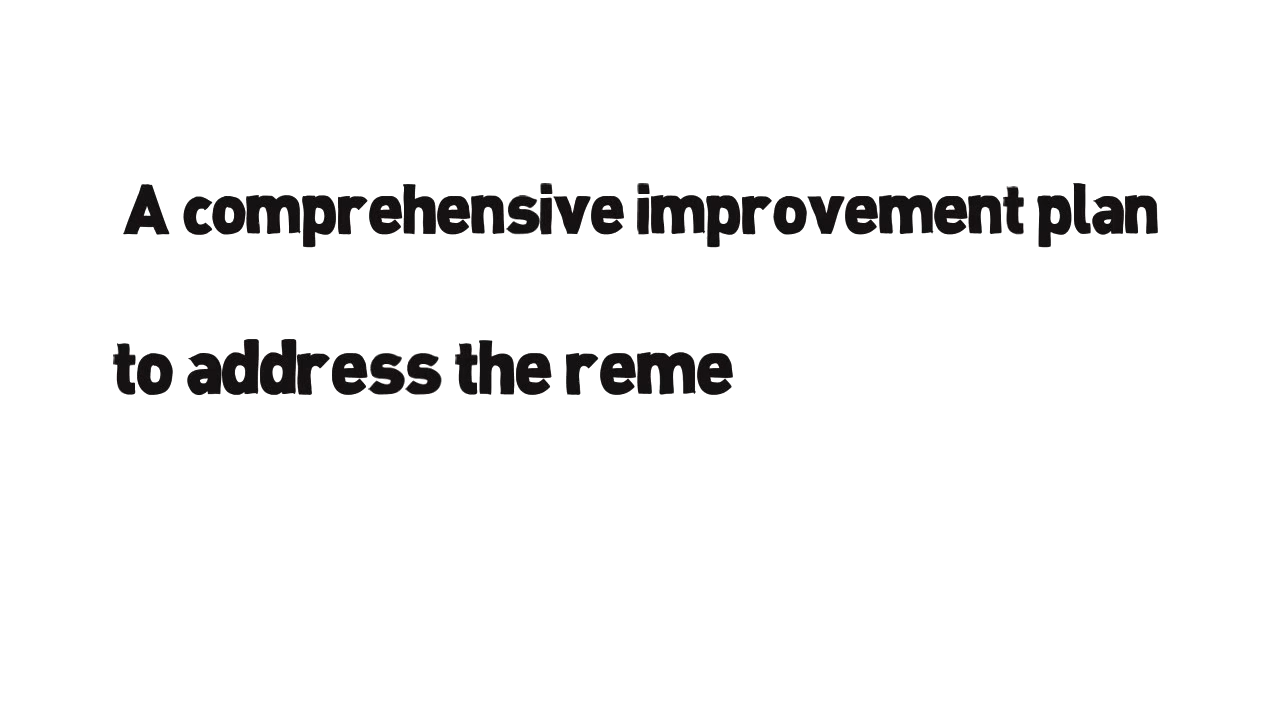 A comprehensive improvement plan
to address the reme